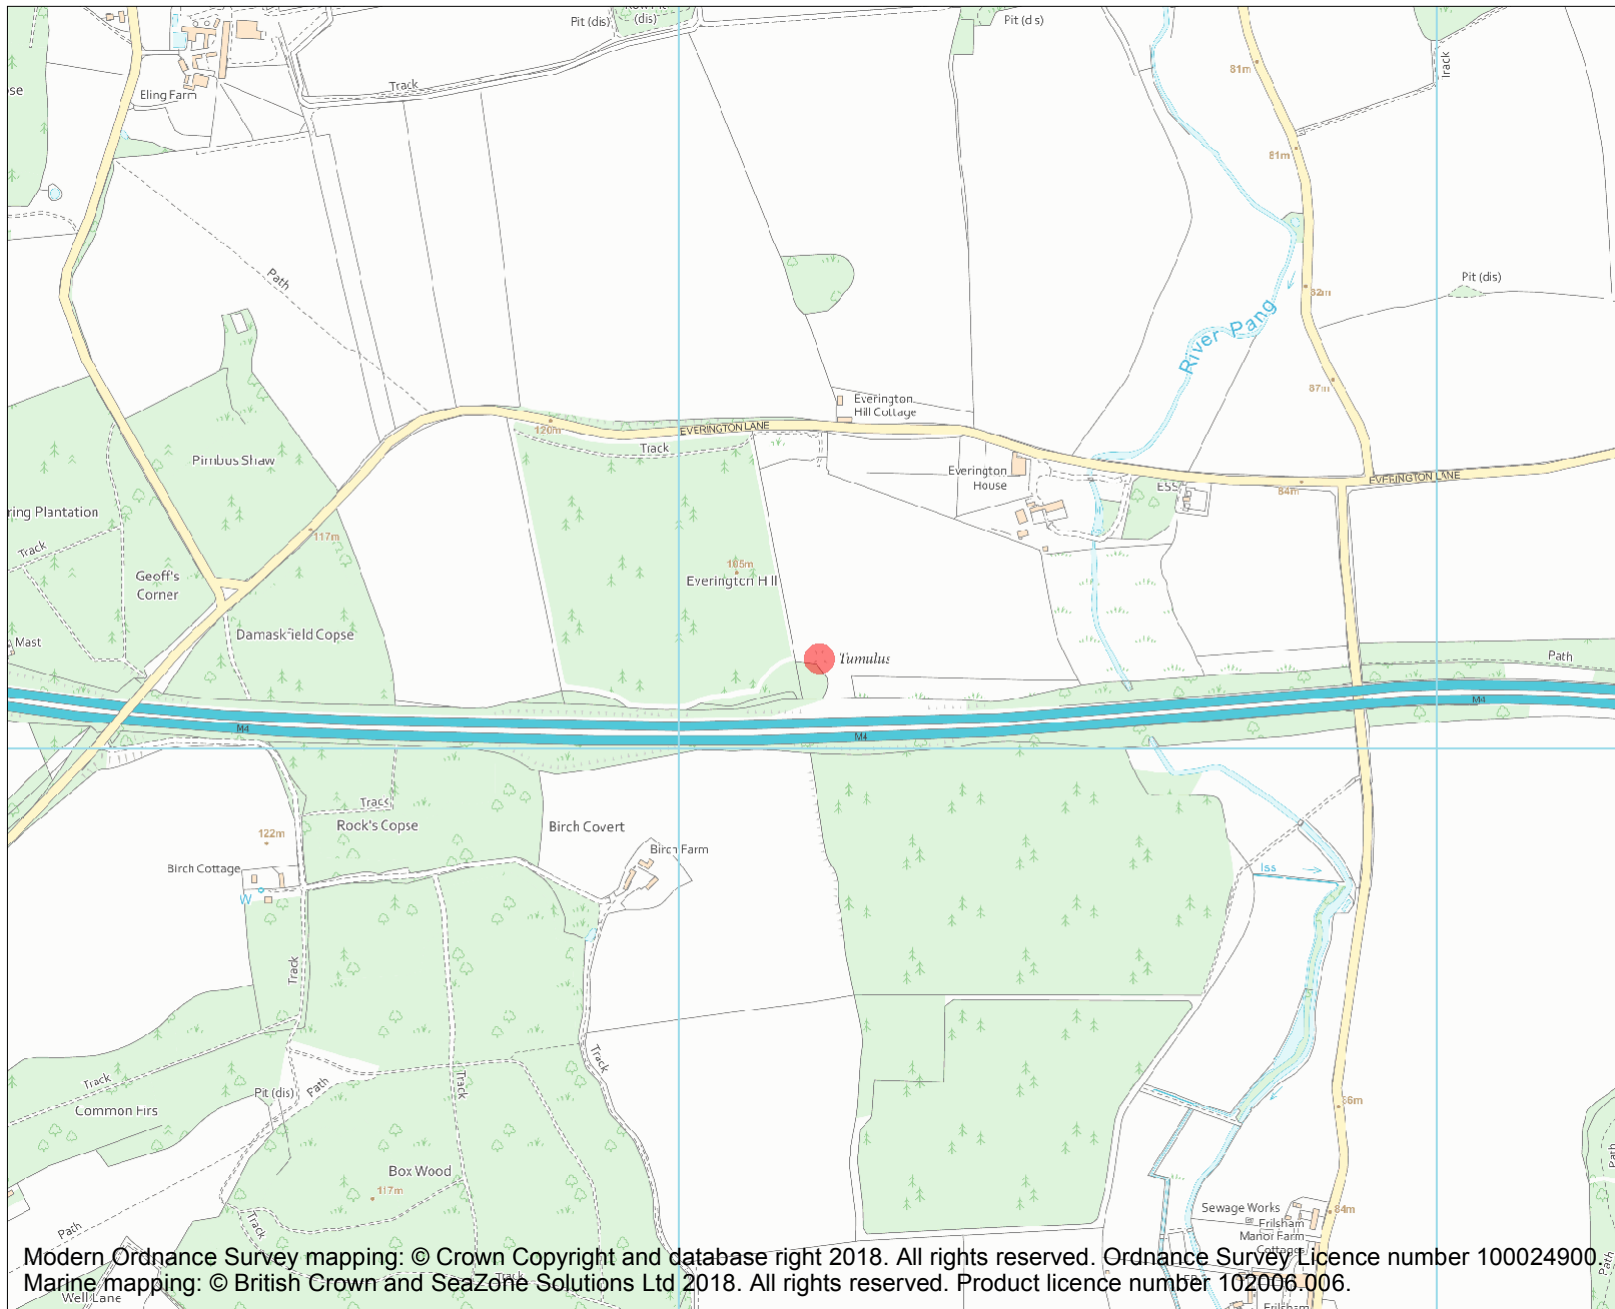 Pit (dis)
(dis)
Pit (d s)
Track
81m
Track
Eling Farm
81m
Path
Pit (dis)
82m
River Pang
87m
Everington
Hill Cottage
EVERINGTON LANE
120m
Track
Pimbus Shaw
Everington
House
ESS
84m
EVERINGTON LANE
ring Plantation
117m
Track
Geoff's
Corner
105m
Everington H ll
Damaskfield Copse
Mast
Tumulus
Path
M4
M4
M4
Track
Rock's Copse
Birch Covert
122m
Birch Farm
Birch Cottage
W
Iss
Track
Track
Track
Track
Path
Pit (dis)
Common Firs
Box Wood
117m
Path
Sewage Works
84m
Frilsham
Manor Farm
Cottages
Track
Path
Path
Modern Ordnance Survey mapping: © Crown Copyright and database right 2018. All rights reserved. Ordnance Survey Licence number 100024900.
Marine mapping: © British Crown and SeaZone Solutions Ltd 2018. All rights reserved. Product licence number 102006.006.
Track
Well Lane
Frilsham